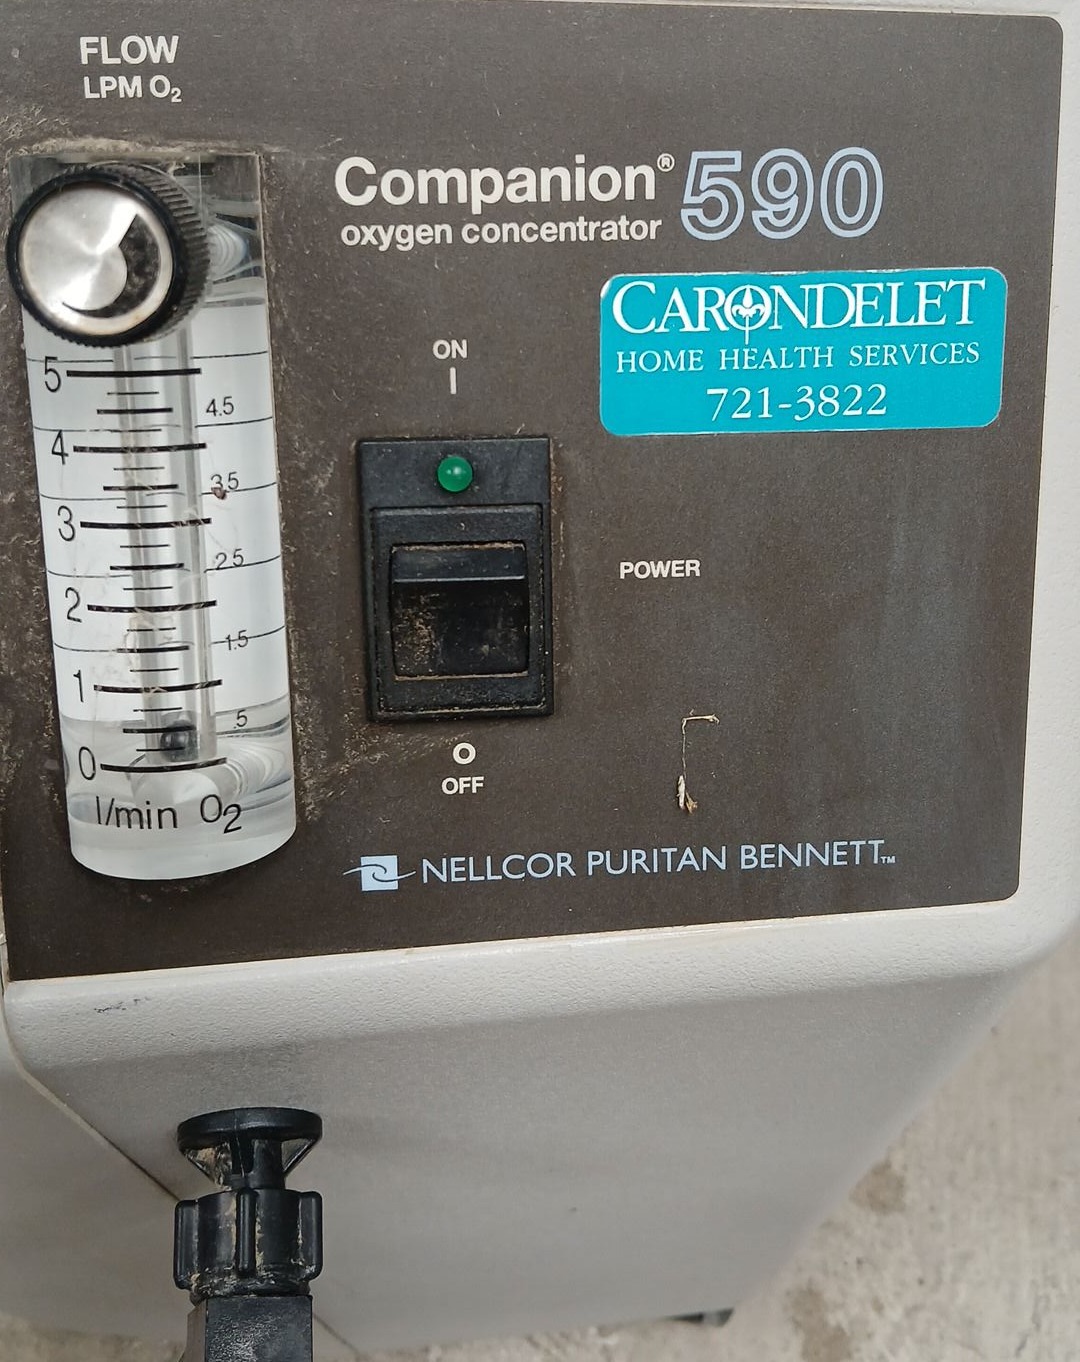 FLOW
LPM O₂
Companion® 590
oxygen concentrator
CARONDELET
HOME HEALTH SERVICES
721-3822
ON
I
5
4.5
4
3.5
3
2.5
2
1.5
1
.5
0
l/min O₂
POWER
O
OFF
NELLCOR PURITAN BENNETT™